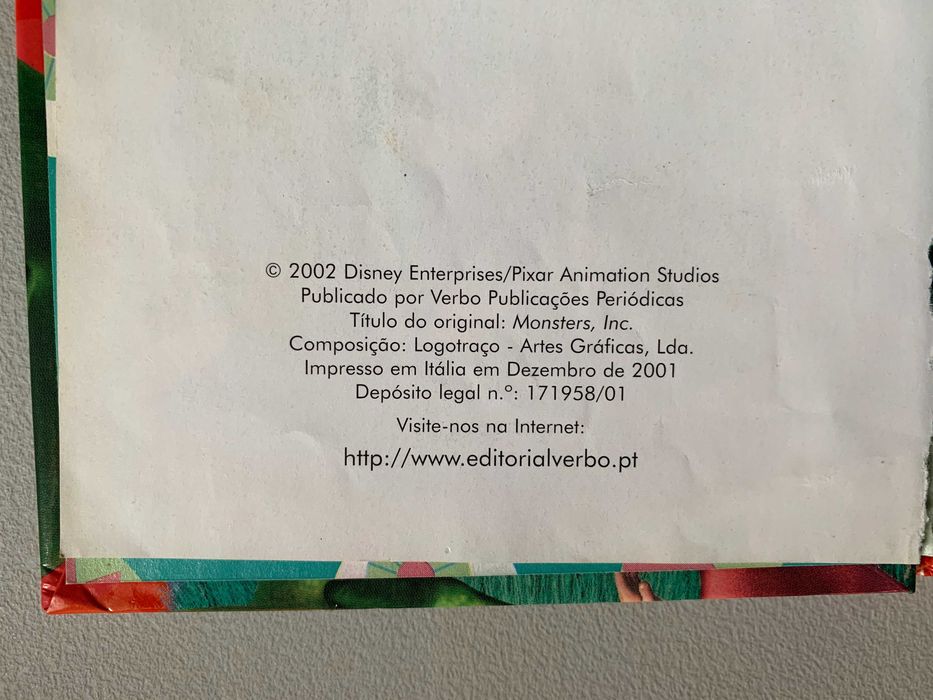 © 2002 Disney Enterprises/Pixar Animation Studios
Publicado por Verbo Publicações Periódicas
Título do original: Monsters, Inc.
Composição: Logotraço - Artes Gráficas, Lda.
Impresso em Itália em Dezembro de 2001
Depósito legal n.º: 171958/01
Visite-nos na Internet:
http://www.editorialverbo.pt